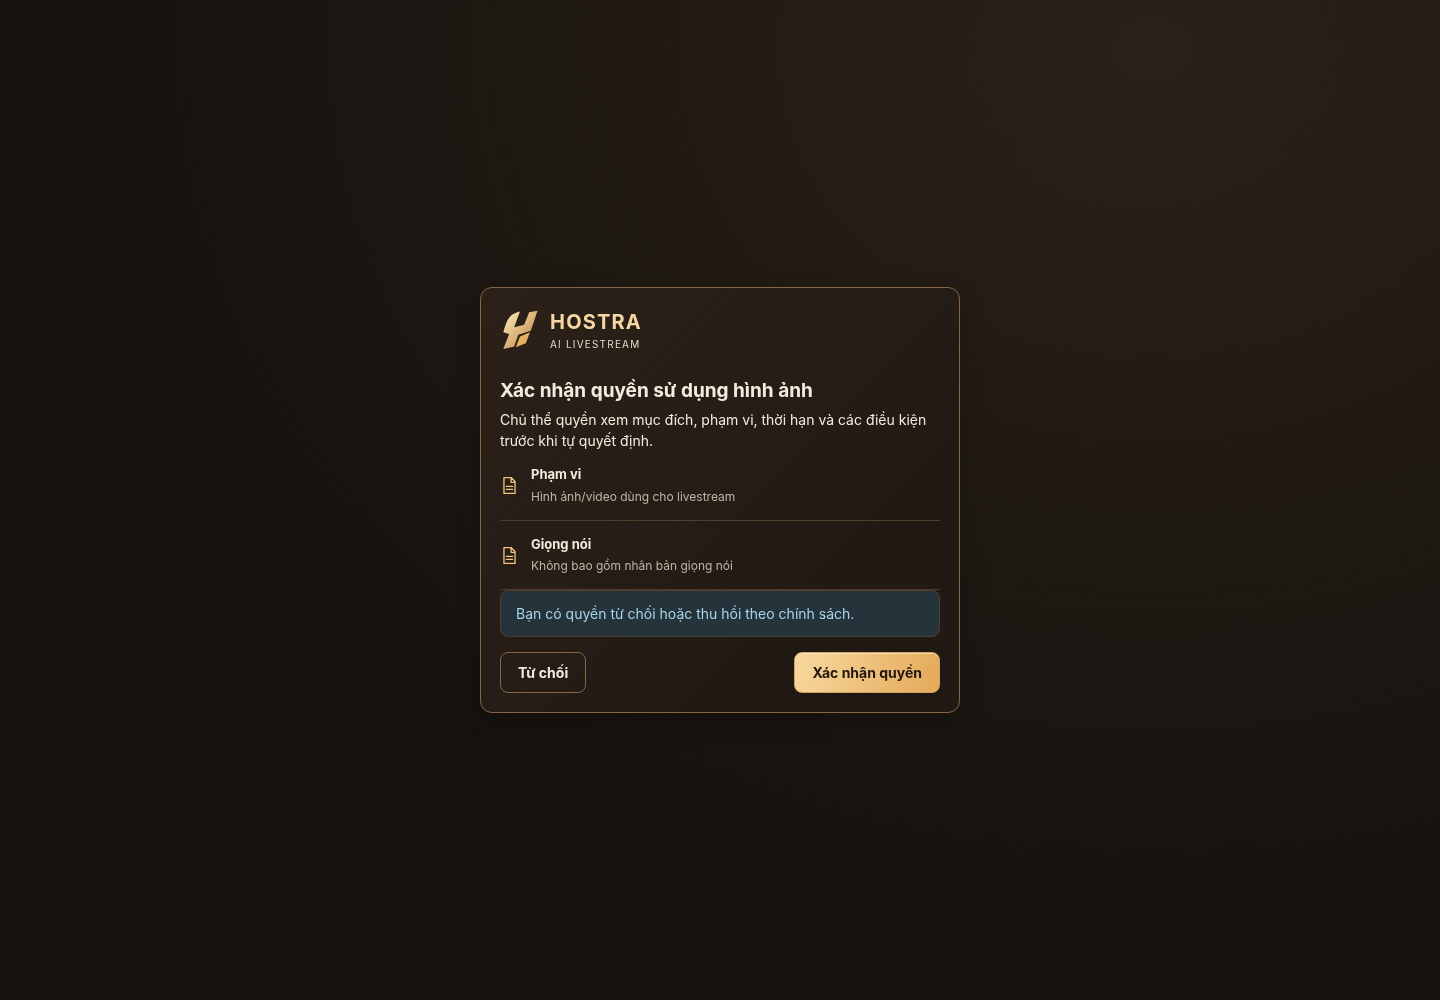 HOSTRA
AI LIVESTREAM
Xác nhận quyền sử dụng hình ảnh
Chủ thể quyền xem mục đích, phạm vi, thời hạn và các điều kiện
trước khi tự quyết định.
Phạm vi
Hình ảnh/video dùng cho livestream
Giọng nói
Không bao gồm nhân bản giọng nói
Bạn có quyền từ chối hoặc thu hồi theo chính sách.
Từ chối
Xác nhận quyền